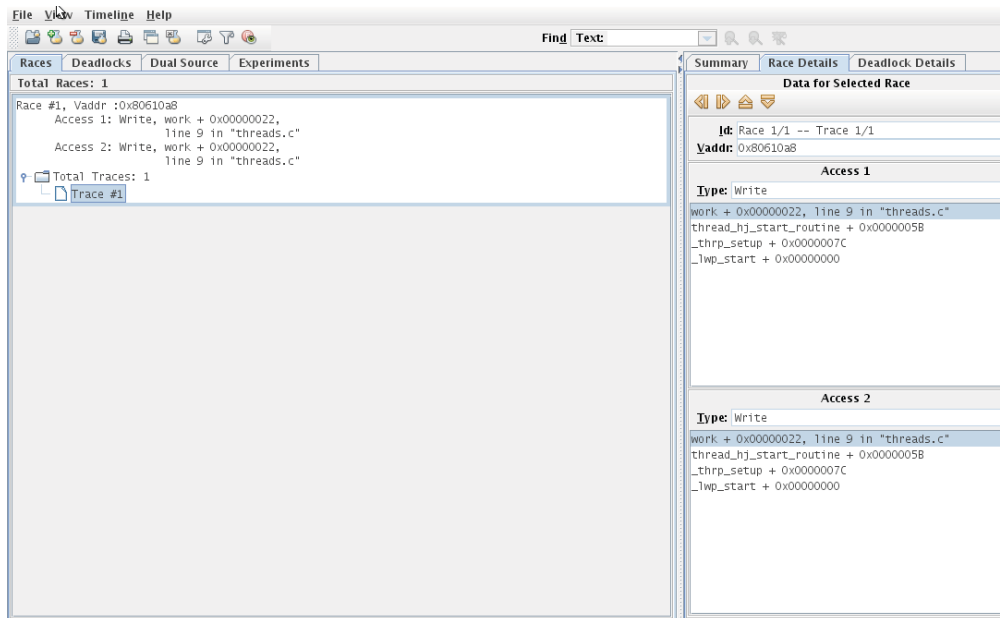 File View Timeline Help
Find Text:
Races Deadlocks Dual Source Experiments
Total Races: 1
Race #1, Vaddr :0x80610a8
Access 1: Write, work + 0x00000022,
line 9 in "threads.c"
Access 2: Write, work + 0x00000022,
line 9 in "threads.c"
Total Traces: 1
Trace #1
Summary Race Details Deadlock Details
Data for Selected Race
Id: Race 1/1 -- Trace 1/1
Vaddr: 0x80610a8
Access 1
Type: Write
work + 0x00000022, line 9 in "threads.c"
thread_hj_start_routine + 0x0000005B
_thrp_setup + 0x0000007C
_lwp_start + 0x00000000
Access 2
Type: Write
work + 0x00000022, line 9 in "threads.c"
thread_hj_start_routine + 0x0000005B
_thrp_setup + 0x0000007C
_lwp_start + 0x00000000